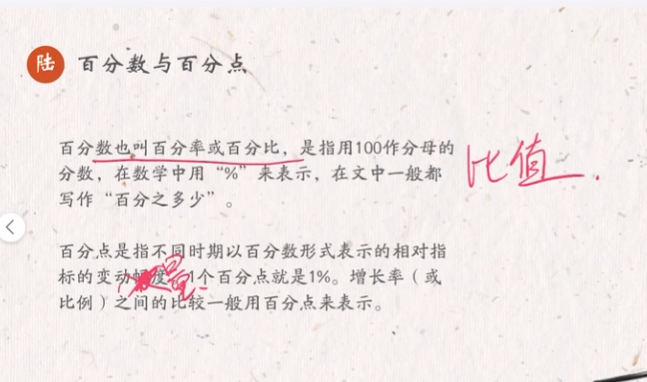 陆 百分数与百分点
百分数也叫百分率或百分比，是指用100作分母的
分数，在数学中用“%”来表示，在文中一般都
写作“百分之多少”。
比值.
百分点是指不同时期以百分数形式表示的相对指
标的变动幅度，1个百分点就是1%。增长率（或
比例）之间的比较一般用百分点来表示。
量